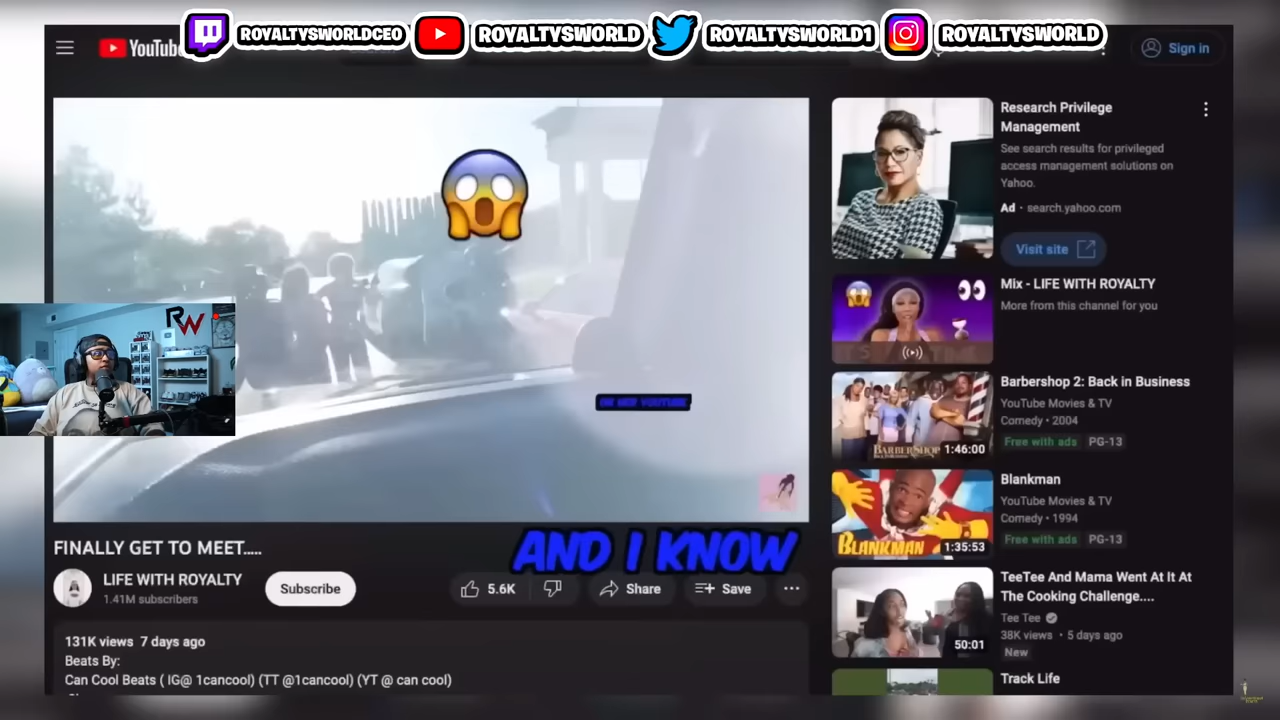 ROYALTYSWORLDCEO
ROYALTYSWORLD
ROYALTYSWORLD1
ROYALTYSWORLD
YouTube
Sign in
RW
ON HER YOUTUBE
AND I KNOW
FINALLY GET TO MEET.....
LIFE WITH ROYALTY
1.41M subscribers
Subscribe
5.6K
Share
Save
131K views 7 days ago
Beats By:
Can Cool Beats ( IG@ 1cancool) (TT @1cancool) (YT @ can cool)
Research Privilege
Management
See search results for privileged
access management solutions on
Yahoo.
Ad · search.yahoo.com
Visit site
Mix - LIFE WITH ROYALTY
More from this channel for you
BARBERSHOP
1:46:00
Barbershop 2: Back in Business
YouTube Movies & TV
Comedy • 2004
Free with ads PG-13
BLANKMAN
1:35:53
Blankman
YouTube Movies & TV
Comedy • 1994
Free with ads PG-13
50:01
TeeTee And Mama Went At It At
The Cooking Challenge....
Tee Tee
38K views • 5 days ago
New
Track Life